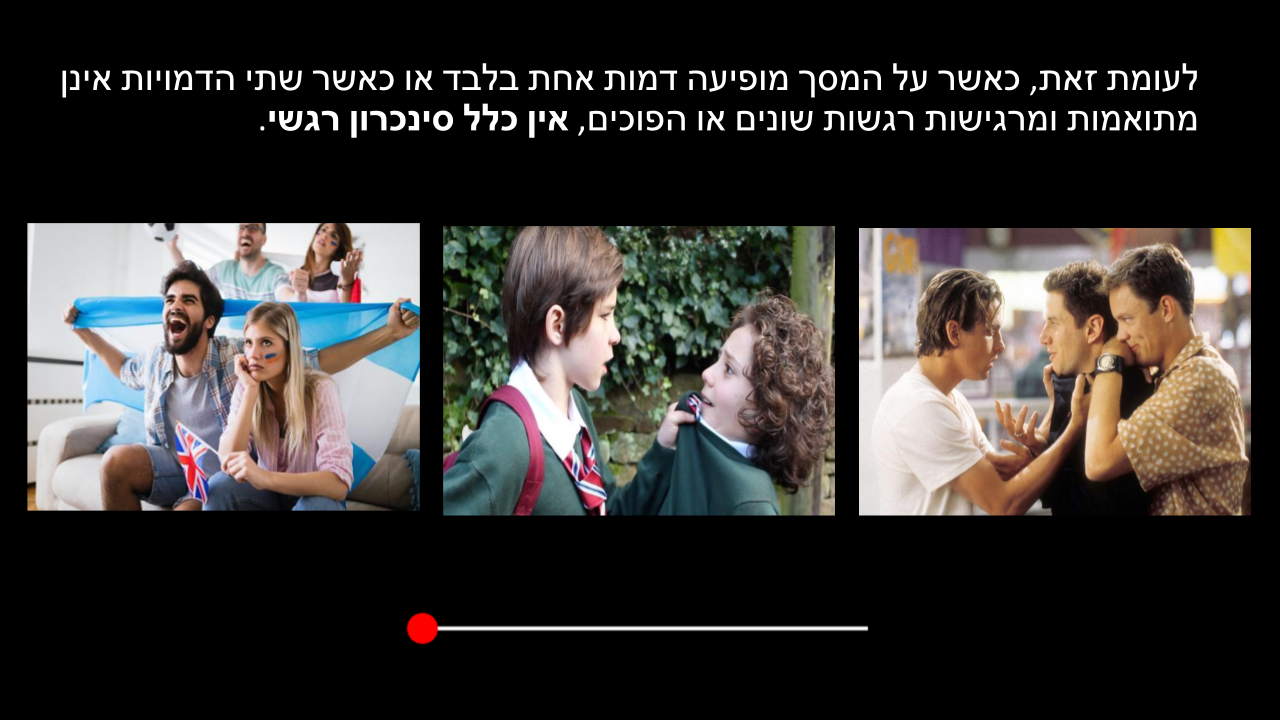 לעומת זאת, כאשר על המסך מופיעה דמות אחת בלבד או כאשר שתי הדמויות אינן
מתואמות ומרגישות רגשות שונים או הפוכים, אין כלל סינכרון רגשי.